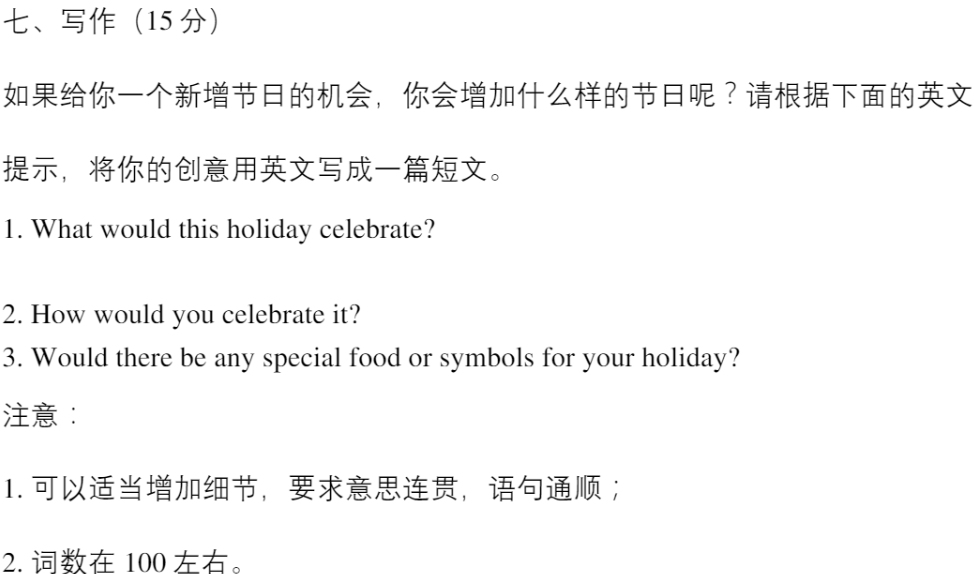 七、写作（15 分）
如果给你一个新增节日的机会，你会增加什么样的节日呢？请根据下面的英文
提示，将你的创意用英文写成一篇短文。
1. What would this holiday celebrate?
2. How would you celebrate it?
3. Would there be any special food or symbols for your holiday?
注意：
1. 可以适当增加细节，要求意思连贯，语句通顺；
2. 词数在 100 左右。